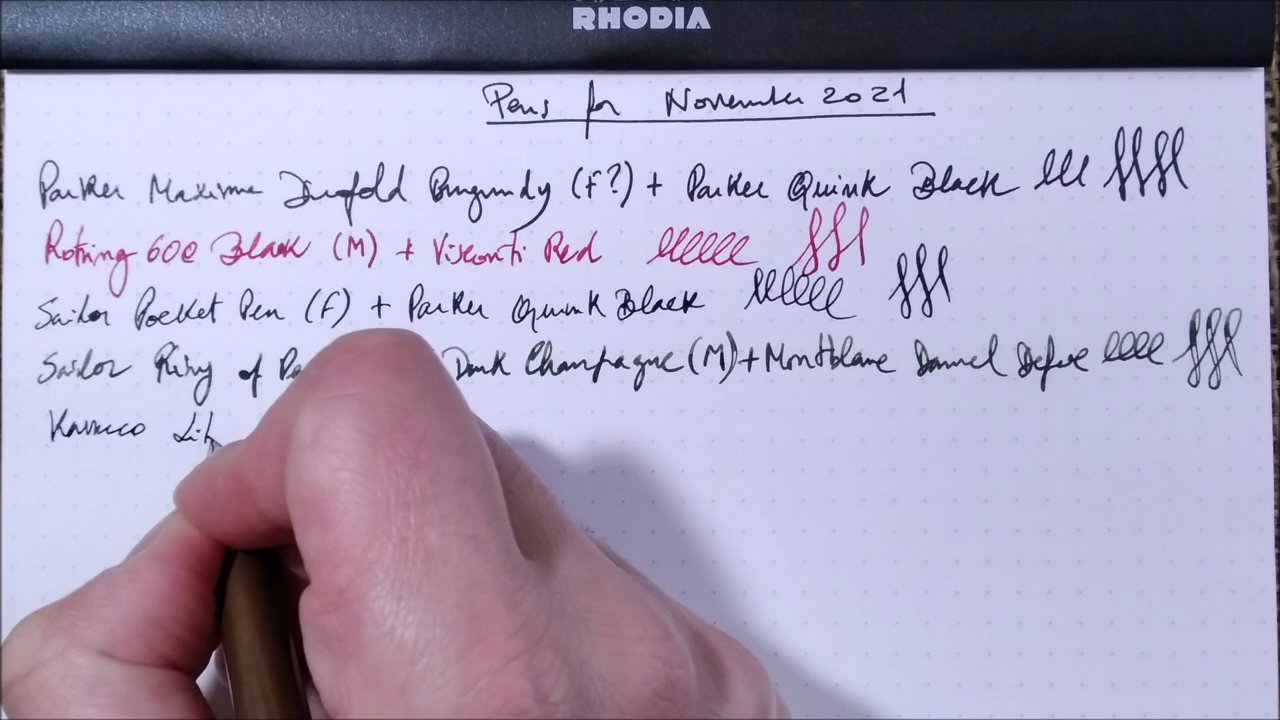 RHODIA
Pens for November 2021
Parker Maxima Duofold Burgundy (F?) + Parker Quink Black
Rotring 600 Black (M) + Visconti Red
Sailor Pocket Pen (F) + Parker Quink Black
Sailor Ring of Dark Champagne (M) + Montblanc Daniel Defoe
Kaweco